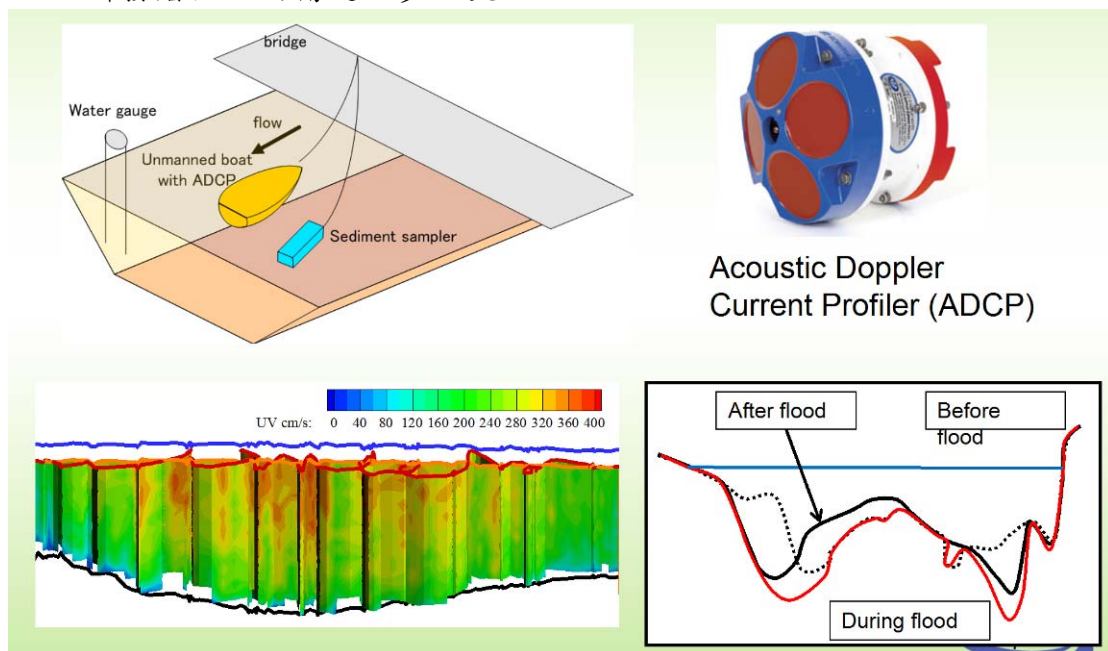 bridge
Water gauge
flow
Unmanned boat
with ADCP
Sediment sampler
Acoustic Doppler
Current Profiler (ADCP)
UV cm/s: 0 40 80 120 160 200 240 280 320 360 400
After flood
Before
flood
During flood